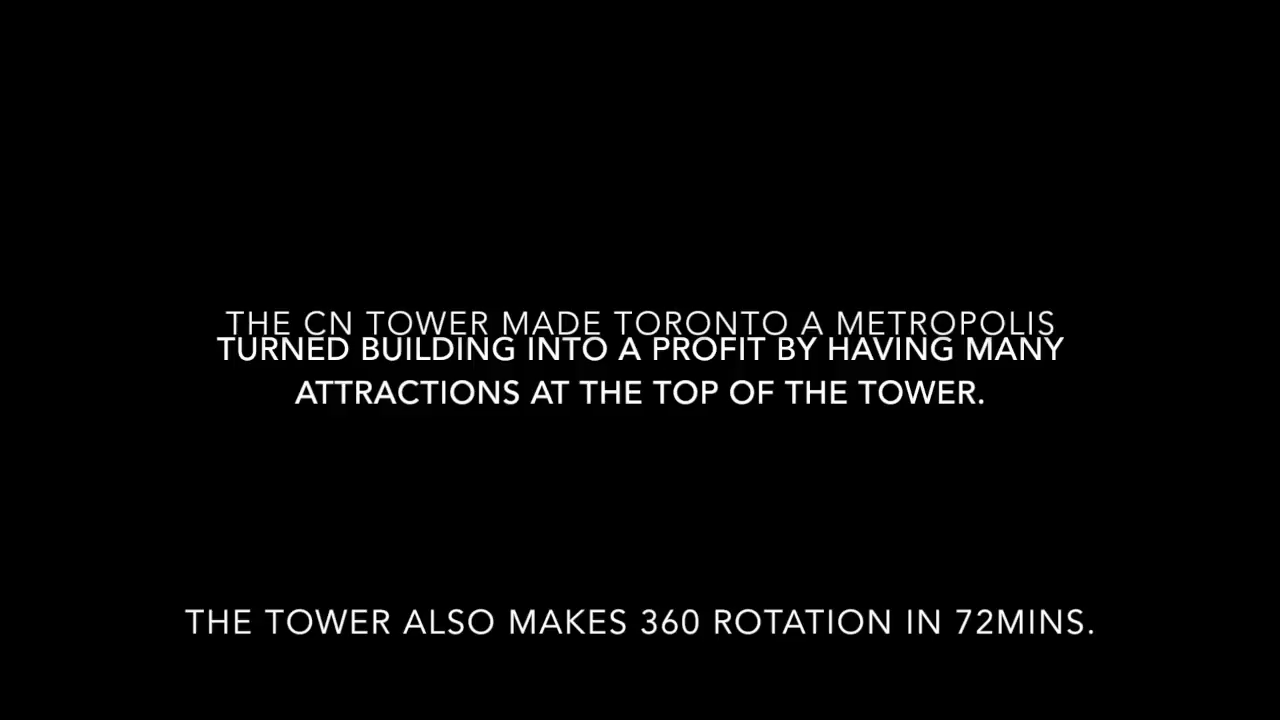 THE CN TOWER MADE TORONTO A METROPOLIS
TURNED BUILDING INTO A PROFIT BY HAVING MANY
ATTRACTIONS AT THE TOP OF THE TOWER.
THE TOWER ALSO MAKES 360 ROTATION IN 72MINS.